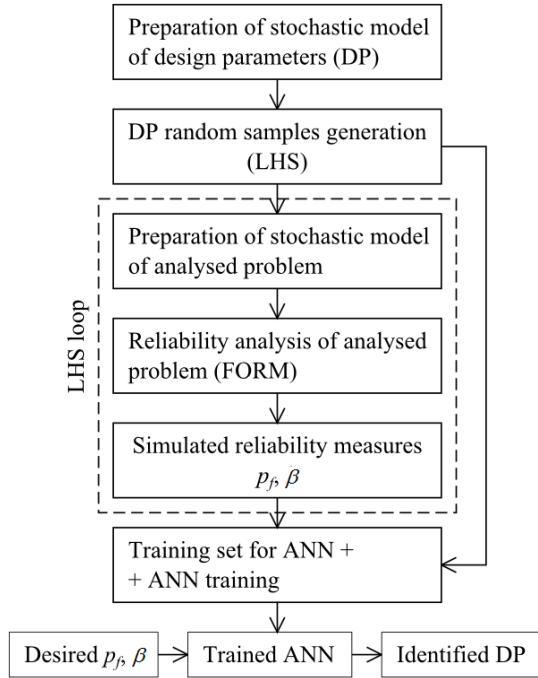 Preparation of stochastic model
of design parameters (DP)
DP random samples generation
(LHS)
LHS loop
Preparation of stochastic model
of analysed problem
Reliability analysis of analysed
problem (FORM)
Simulated reliability measures
p_f, β
Training set for ANN +
+ ANN training
Desired p_f, β
Trained ANN
Identified DP